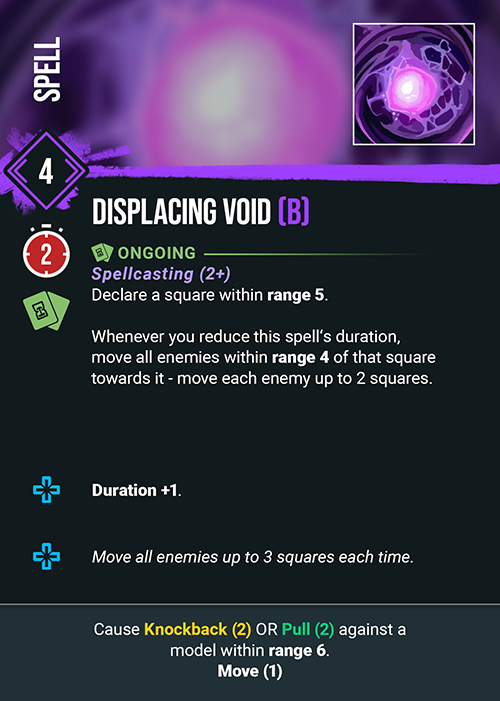 SPELL
4
DISPLACING VOID (B)
2
ONGOING
Spellcasting (2+)
Declare a square within range 5.
Whenever you reduce this spell's duration,
move all enemies within range 4 of that square
towards it - move each enemy up to 2 squares.
Duration +1.
Move all enemies up to 3 squares each time.
Cause Knockback (2) OR Pull (2) against a
model within range 6.
Move (1)